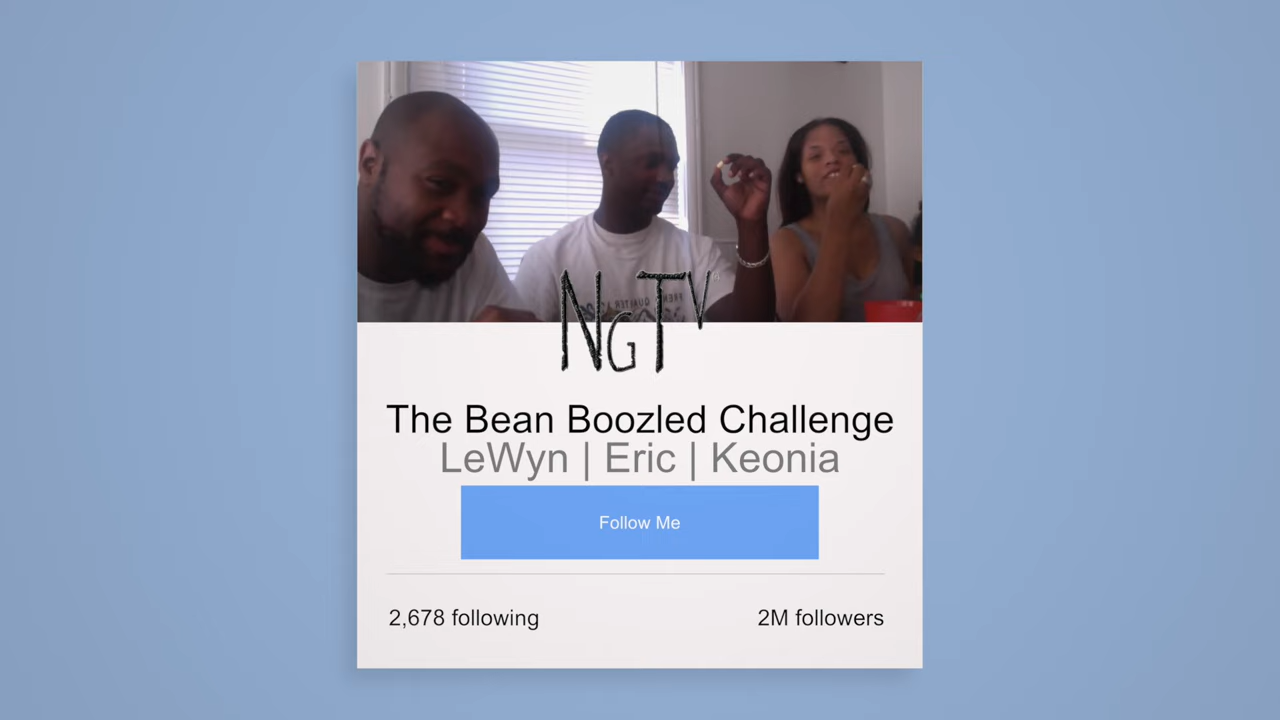 NGTV
The Bean Boozled Challenge
LeWyn | Eric | Keonia
Follow Me
2,678 following
2M followers